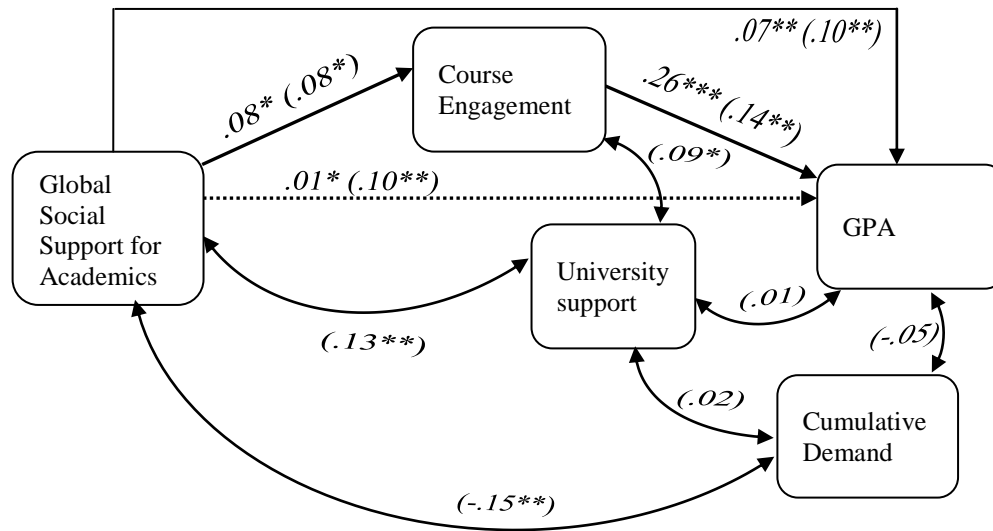 .07** (.10**)
Course
Engagement
.08* (.08*)
.26*** (.14**)
(.09*)
Global
Social
Support for
Academics
.01* (.10**)
GPA
University
support
(.01)
(.13**)
(-.05)
(.02)
Cumulative
Demand
(-.15**)